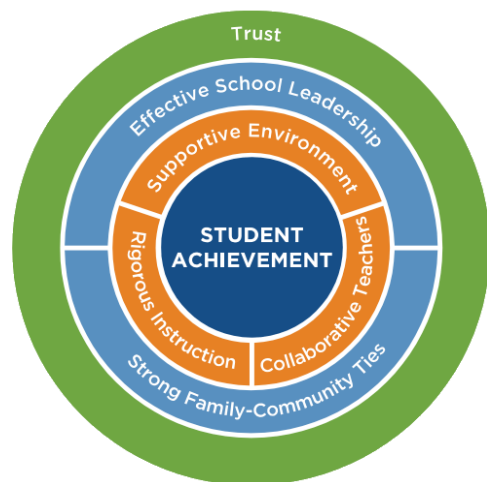 Trust
Effective School Leadership
Supportive Environment
STUDENT
ACHIEVEMENT
Rigorous Instruction
Collaborative Teachers
Strong Family-Community Ties